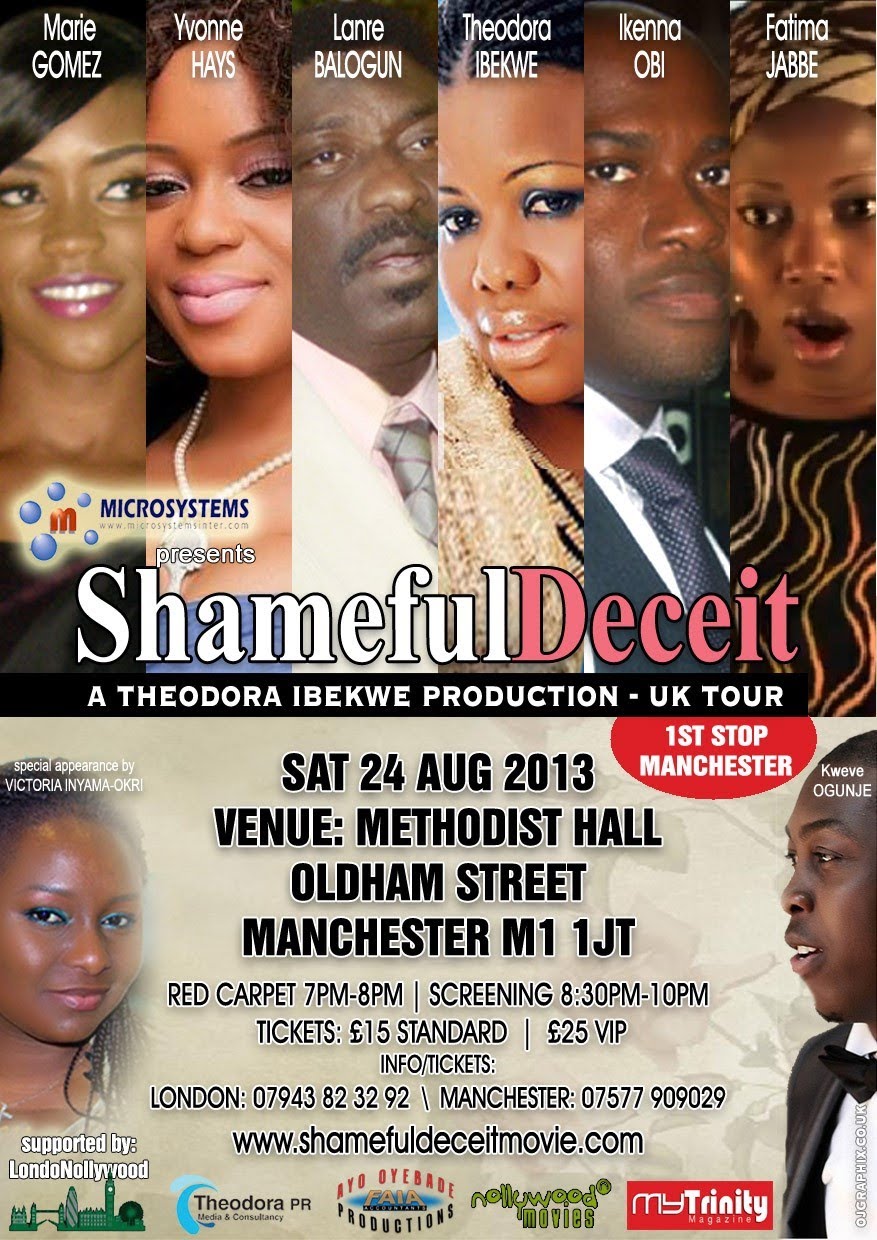 Marie
GOMEZ
Yvonne
HAYS
Lanre
BALOGUN
Theodora
IBEKWE
Ikenna
OBI
Fatima
JABBE
m
MICROSYSTEMS
www.microsystemsinter.com
presents
ShamefulDeceit
A THEODORA IBEKWE PRODUCTION - UK TOUR
1ST STOP
MANCHESTER
special appearance by
VICTORIA INYAMA-OKRI
Kweve
OGUNJE
SAT 24 AUG 2013
VENUE: METHODIST HALL
OLDHAM STREET
MANCHESTER M1 1JT
RED CARPET 7PM-8PM | SCREENING 8:30PM-10PM
TICKETS: £15 STANDARD | £25 VIP
INFO/TICKETS:
LONDON: 07943 82 32 92 \ MANCHESTER: 07577 909029
www.shamefuldeceitmovie.com
supported by:
LondoNollywood
Theodora PR
Media & Consultancy
AYO OYEBADE
FAIA
ACCOUNTANTS
PRODUCTIONS
nollywood
movies
myTrinity
Magazine
OJGRAPHIX.CO.UK